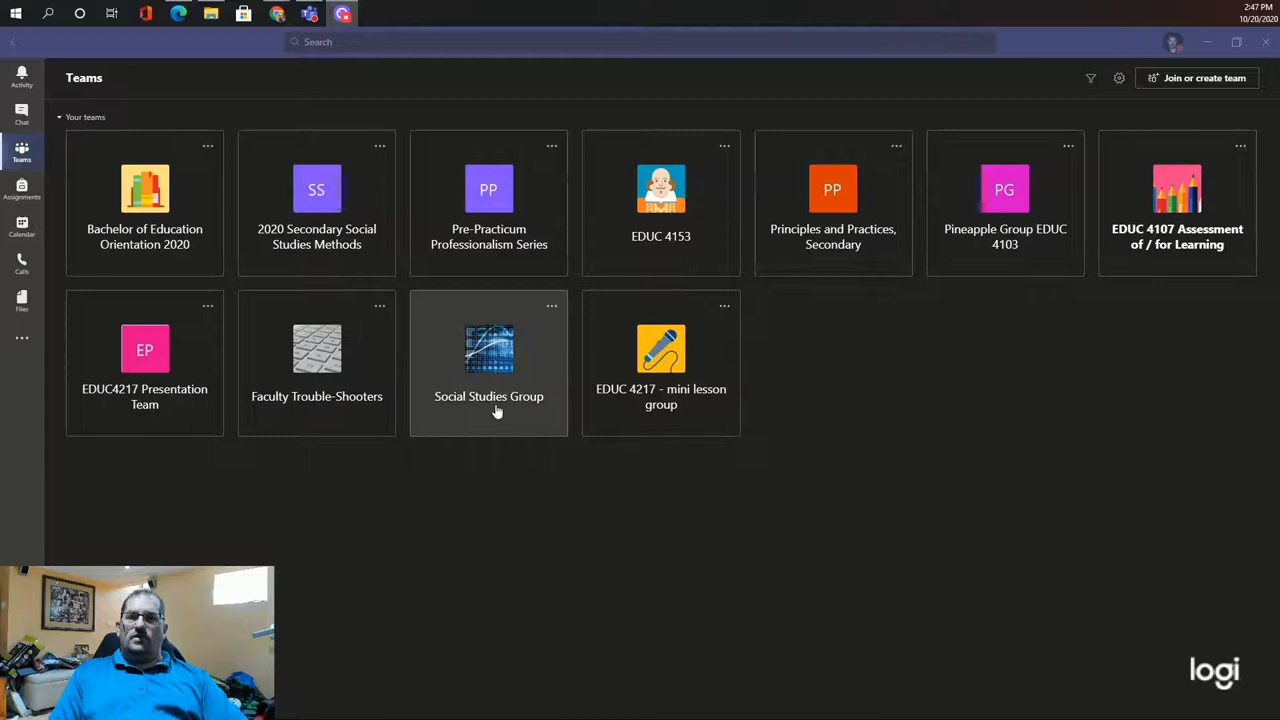 2:47 PM
10/20/2020
Search
Activity
Chat
Teams
Assignments
Calendar
Calls
Files
Teams
Join or create team
Your teams
Bachelor of Education
Orientation 2020
SS
2020 Secondary Social
Studies Methods
PP
Pre-Practicum
Professionalism Series
EDUC 4153
PP
Principles and Practices,
Secondary
PG
Pineapple Group EDUC
4103
EDUC 4107 Assessment
of / for Learning
EP
EDUC4217 Presentation
Team
Faculty Trouble-Shooters
Social Studies Group
EDUC 4217 - mini lesson
group
logi